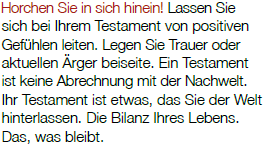 Horchen Sie in sich hinein! Lassen Sie
sich bei Ihrem Testament von positiven
Gefühlen leiten. Legen Sie Trauer oder
aktuellen Ärger beiseite. Ein Testament
ist keine Abrechnung mit der Nachwelt.
Ihr Testament ist etwas, das Sie der Welt
hinterlassen. Die Bilanz Ihres Lebens.
Das, was bleibt.